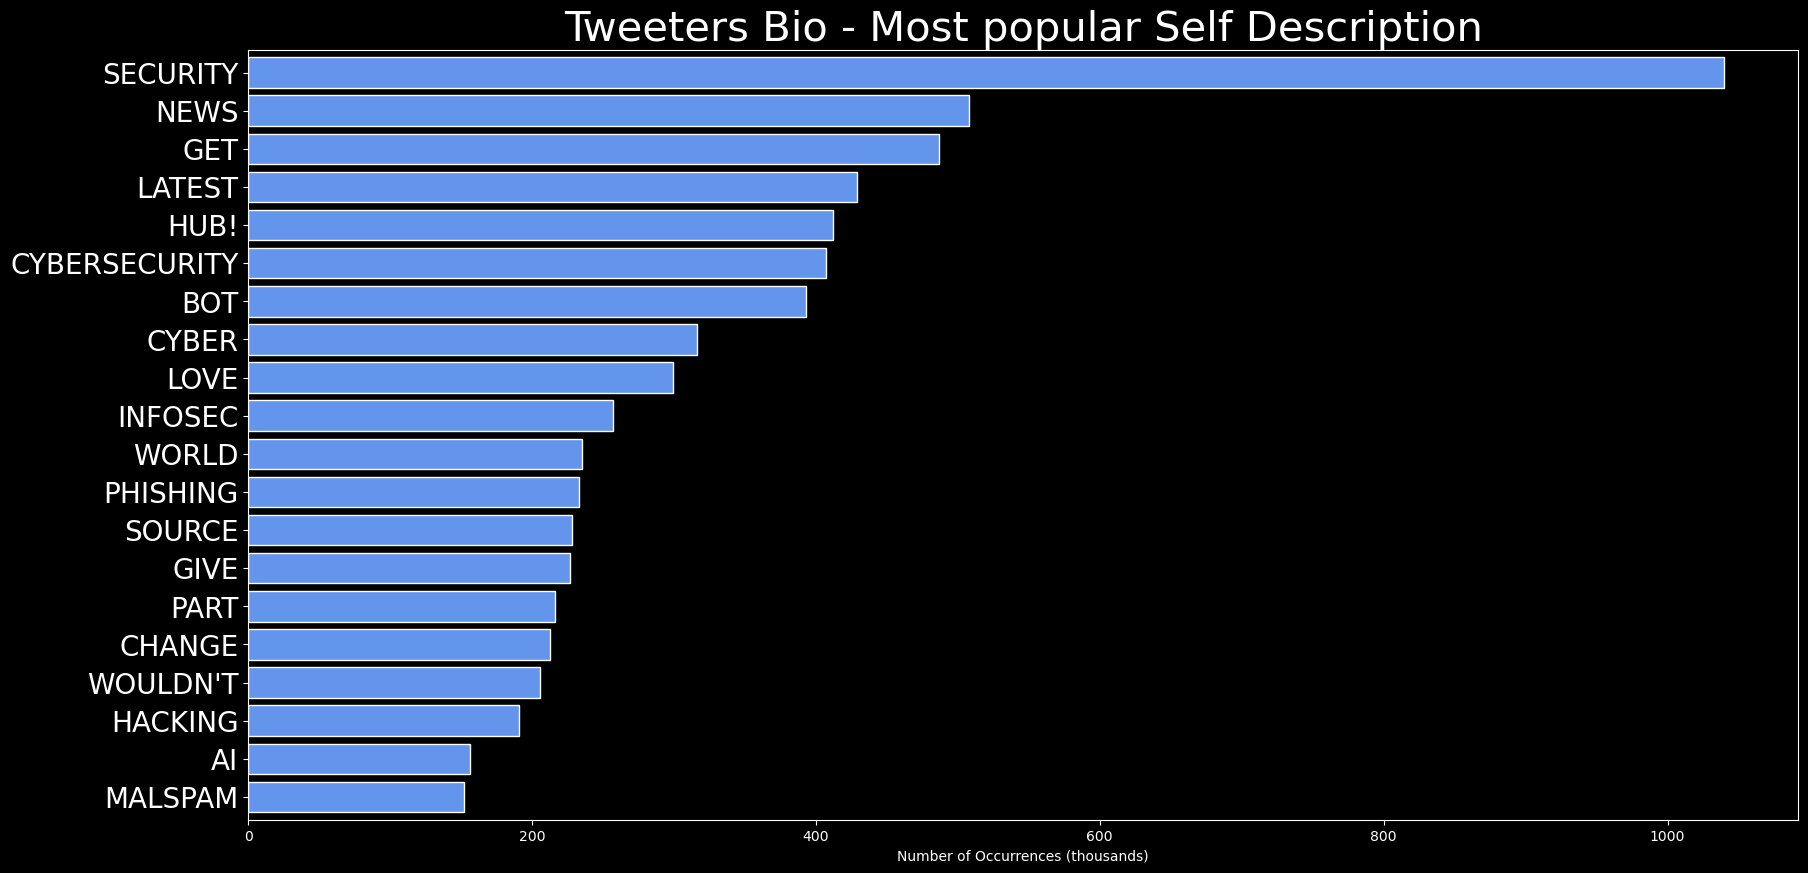 Tweeters Bio - Most popular Self Description
SECURITY
NEWS
GET
LATEST
HUB!
CYBERSECURITY
BOT
CYBER
LOVE
INFOSEC
WORLD
PHISHING
SOURCE
GIVE
PART
CHANGE
WOULDN'T
HACKING
AI
MALSPAM
0 200 400 600 800 1000
Number of Occurrences (thousands)